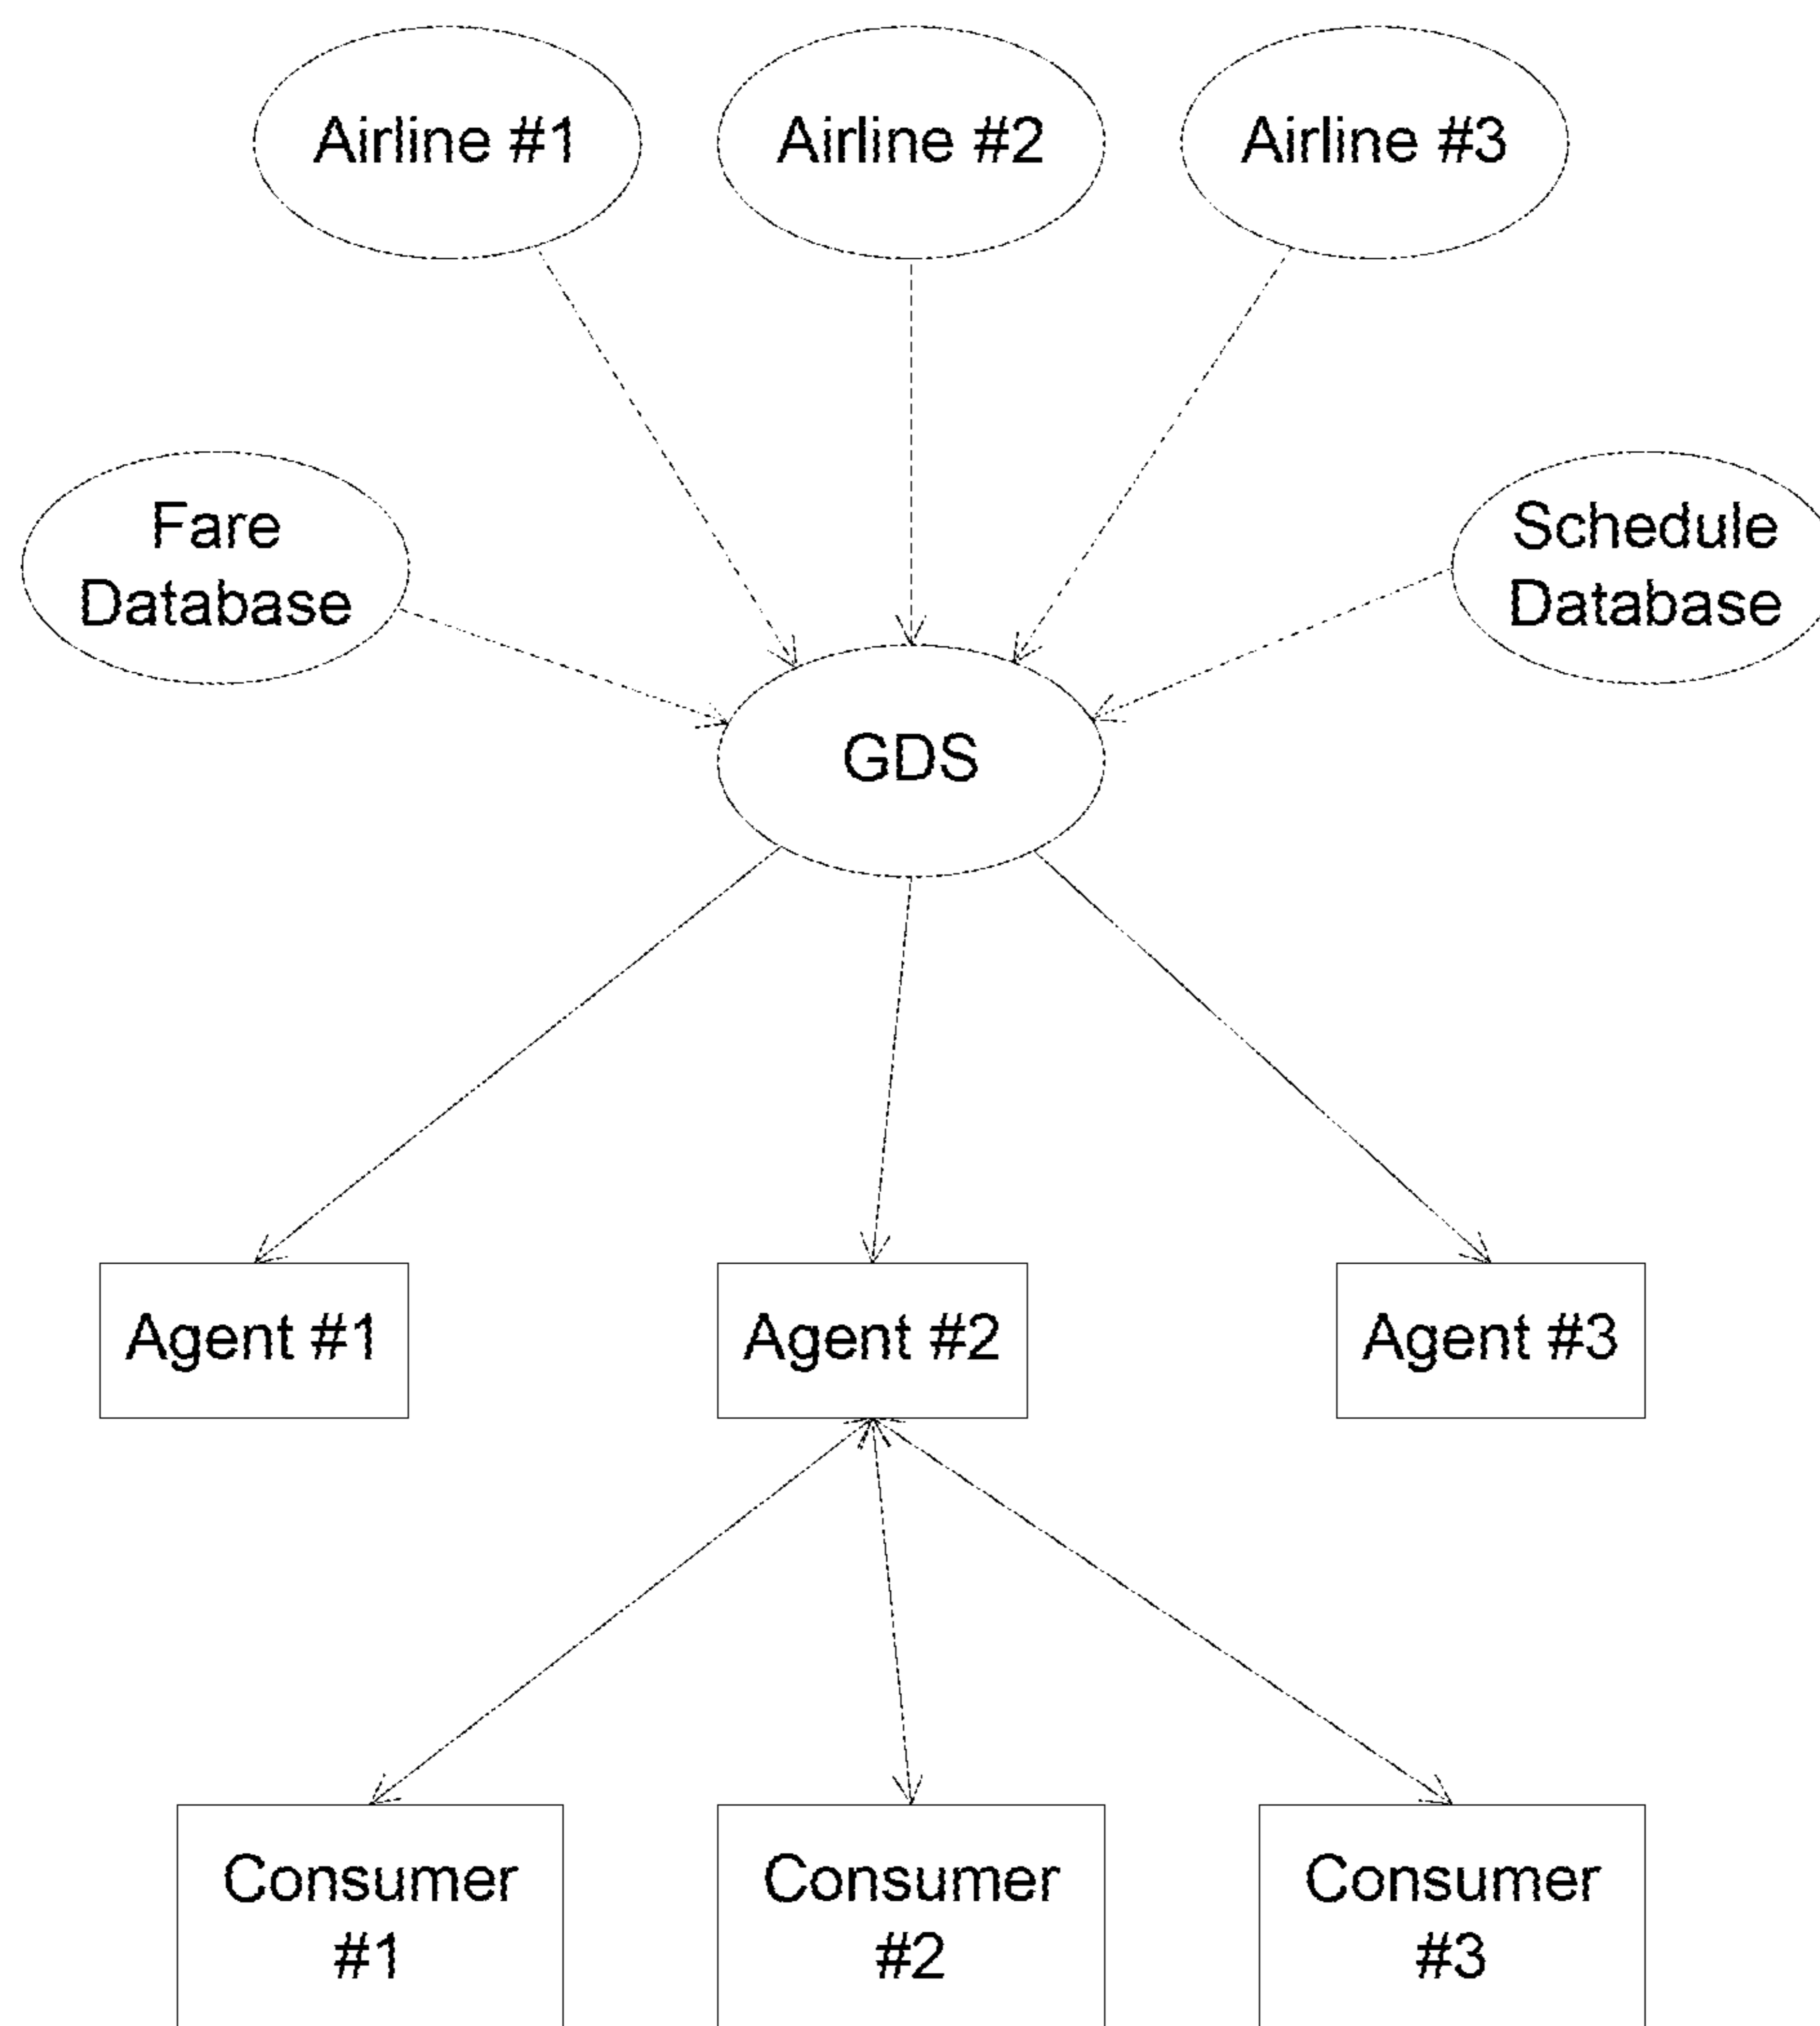 Airline #1
Airline #2
Airline #3
Fare
Database
Schedule
Database
GDS
Agent #1
Agent #2
Agent #3
Consumer
#1
Consumer
#2
Consumer
#3